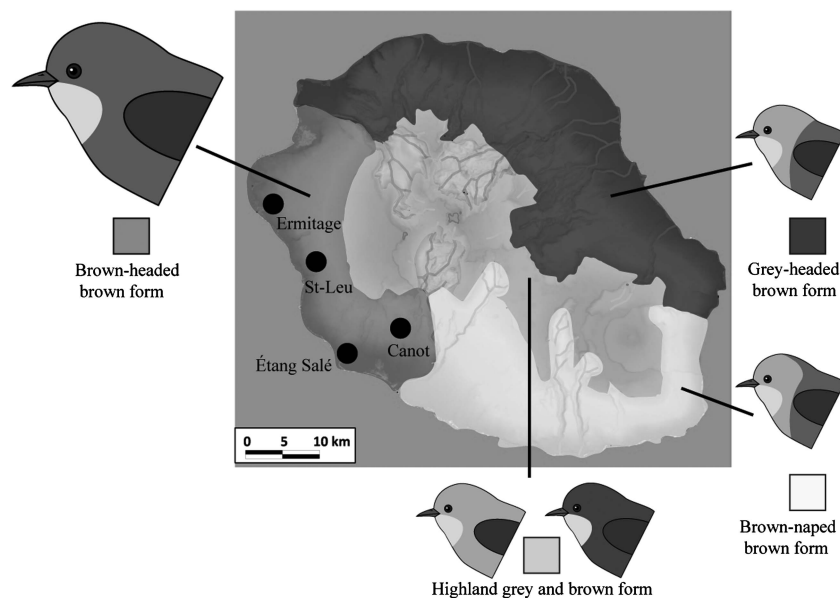 Ermitage
Brown-headed
brown form
St-Leu
Grey-headed
brown form
Canot
Étang Salé
0 5 10 km
Brown-naped
brown form
Highland grey and brown form